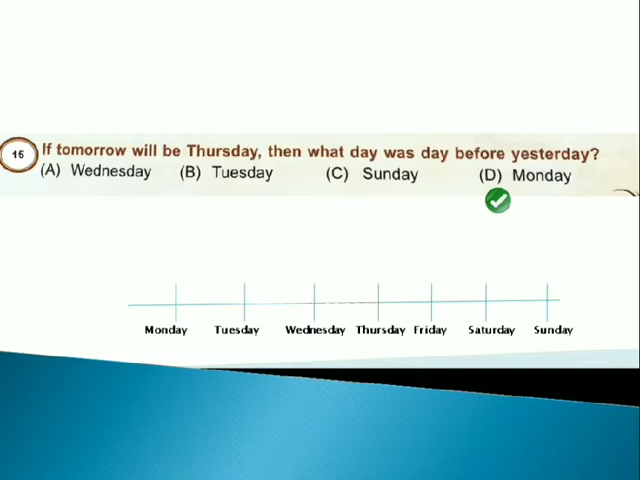 16 If tomorrow will be Thursday, then what day was day before yesterday?
(A) Wednesday (B) Tuesday (C) Sunday (D) Monday
Monday Tuesday Wednesday Thursday Friday Saturday Sunday